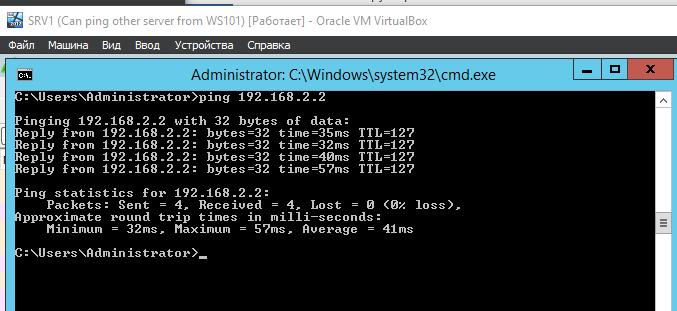 SRV1 (Can ping other server from WS101) [Работает] - Oracle VM VirtualBox
Файл Машина Вид Ввод Устройства Справка
Administrator: C:\Windows\system32\cmd.exe
C:\Users\Administrator>ping 192.168.2.2
Pinging 192.168.2.2 with 32 bytes of data:
Reply from 192.168.2.2: bytes=32 time=35ms TTL=127
Reply from 192.168.2.2: bytes=32 time=32ms TTL=127
Reply from 192.168.2.2: bytes=32 time=40ms TTL=127
Reply from 192.168.2.2: bytes=32 time=57ms TTL=127
Ping statistics for 192.168.2.2:
Packets: Sent = 4, Received = 4, Lost = 0 (0% loss),
Approximate round trip times in milli-seconds:
Minimum = 32ms, Maximum = 57ms, Average = 41ms
C:\Users\Administrator>_